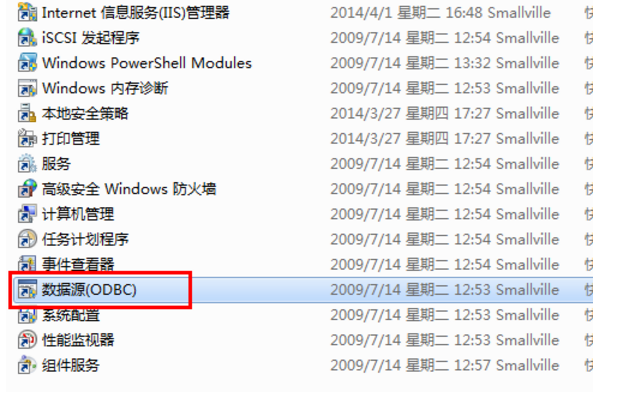 Internet 信息服务(IIS)管理器 2014/4/1 星期二 16:48 Smallville
iSCSI 发起程序 2009/7/14 星期二 12:54 Smallville
Windows PowerShell Modules 2009/7/14 星期二 13:32 Smallville
Windows 内存诊断 2009/7/14 星期二 12:53 Smallville
本地安全策略 2014/3/27 星期四 17:27 Smallville
打印管理 2014/3/27 星期四 17:27 Smallville
服务 2009/7/14 星期二 12:54 Smallville
高级安全 Windows 防火墙 2009/7/14 星期二 12:54 Smallville
计算机管理 2009/7/14 星期二 12:54 Smallville
任务计划程序 2009/7/14 星期二 12:54 Smallville
事件查看器 2009/7/14 星期二 12:54 Smallville
数据源(ODBC) 2009/7/14 星期二 12:53 Smallville
系统配置 2009/7/14 星期二 12:53 Smallville
性能监视器 2009/7/14 星期二 12:53 Smallville
组件服务 2009/7/14 星期二 12:57 Smallville